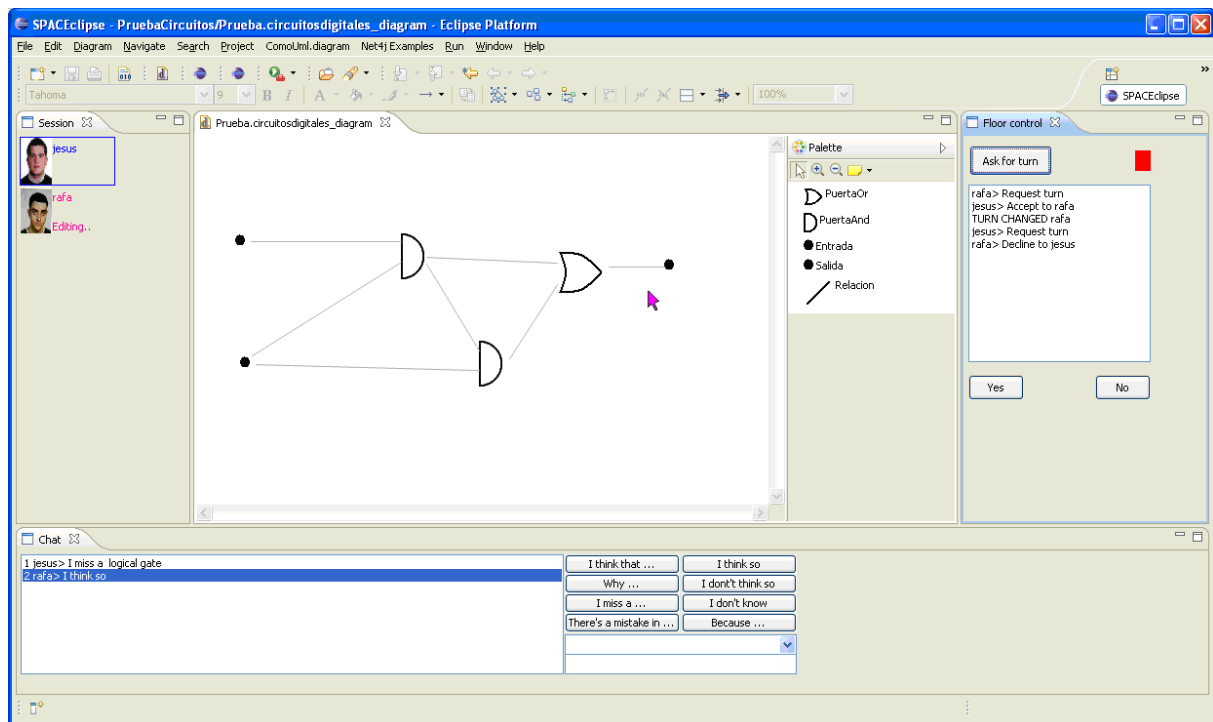 SPACEclipse - PruebaCircuitos/Prueba.circuitosdigitales_diagram - Eclipse Platform
File Edit Diagram Navigate Search Project ComoUml.diagram Net4j Examples Run Window Help
Tahoma 9 B I A 100% SPACEclipse
Session
jesus
rafa
Editing..
Prueba.circuitosdigitales_diagram
Palette
PuertaOr
PuertaAnd
Entrada
Salida
Relacion
Floor control
Ask for turn
rafa> Request turn
jesus> Accept to rafa
TURN CHANGED rafa
jesus> Request turn
rafa> Decline to jesus
Yes No
Chat
1 jesus> I miss a logical gate
2 rafa> I think so
I think that ... I think so
Why ... I dont't think so
I miss a ... I don't know
There's a mistake in ... Because ...